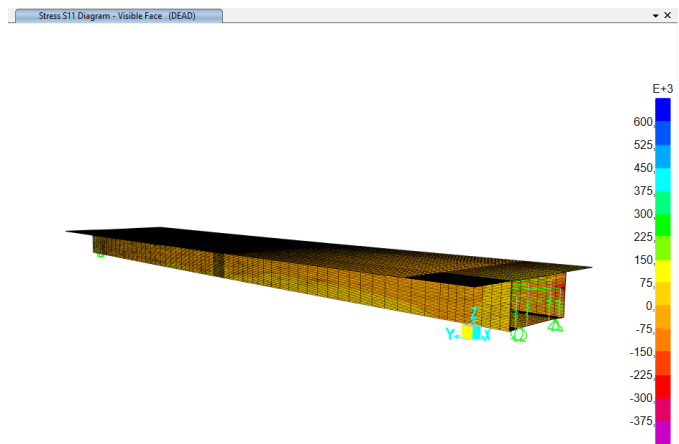 Stress S11 Diagram - Visible Face (DEAD)
E+3
600,
525,
450,
375,
300,
225,
150,
75,
0,
-75,
-150,
-225,
-300,
-375,
Z
Y
X